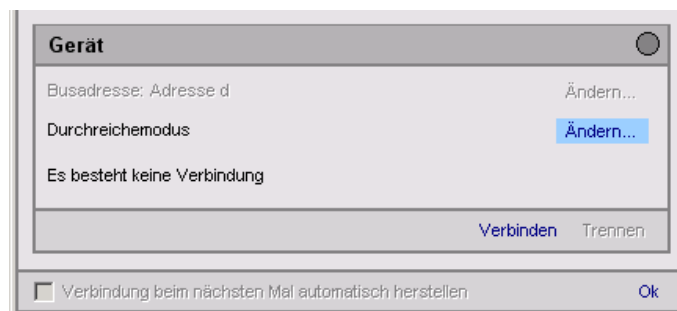 Gerät
Busadresse: Adresse d Ändern...
Durchreichemodus Ändern...
Es besteht keine Verbindung
Verbinden Trennen
Verbindung beim nächsten Mal automatisch herstellen Ok